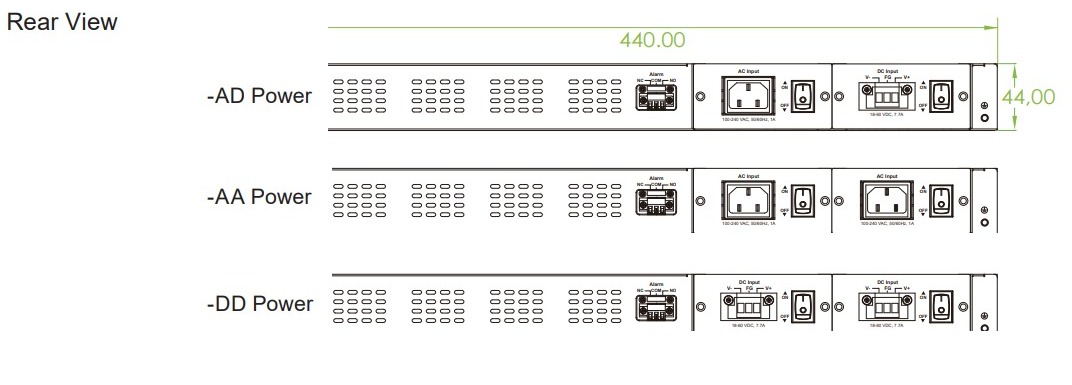 Rear View
440.00
-AD Power
Alarm
NC COM NO
AC Input
ON
OFF
100-240 VAC, 50/60Hz, 1A
DC Input
V- FG V+
ON
OFF
18-60 VDC, 7.7A
44,00
-AA Power
Alarm
NC COM NO
AC Input
ON
OFF
100-240 VAC, 50/60Hz, 1A
AC Input
ON
OFF
100-240 VAC, 50/60Hz, 1A
-DD Power
Alarm
NC COM NO
DC Input
V- FG V+
ON
OFF
18-60 VDC, 7.7A
DC Input
V- FG V+
ON
OFF
18-60 VDC, 7.7A